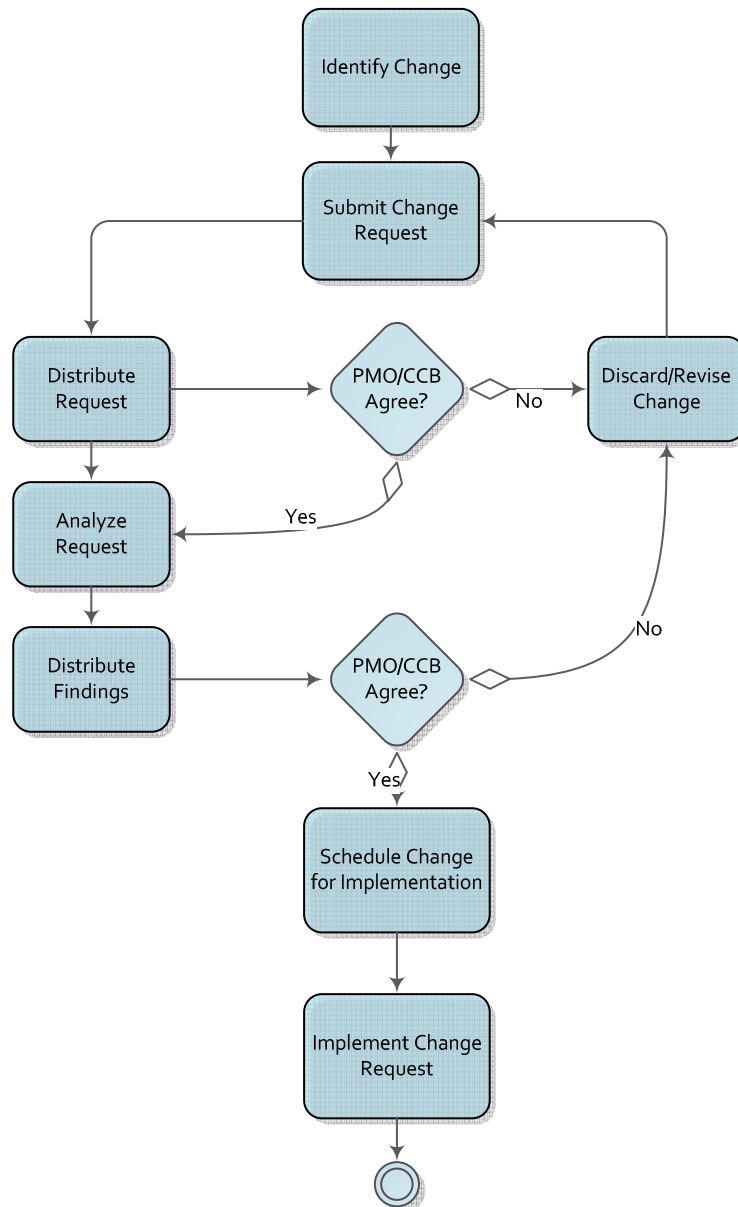 Identify Change
Submit Change
Request
Distribute
Request
PMO/CCB
Agree?
No
Discard/Revise
Change
Yes
Analyze
Request
Distribute
Findings
PMO/CCB
Agree?
No
Yes
Schedule Change
for Implementation
Implement Change
Request